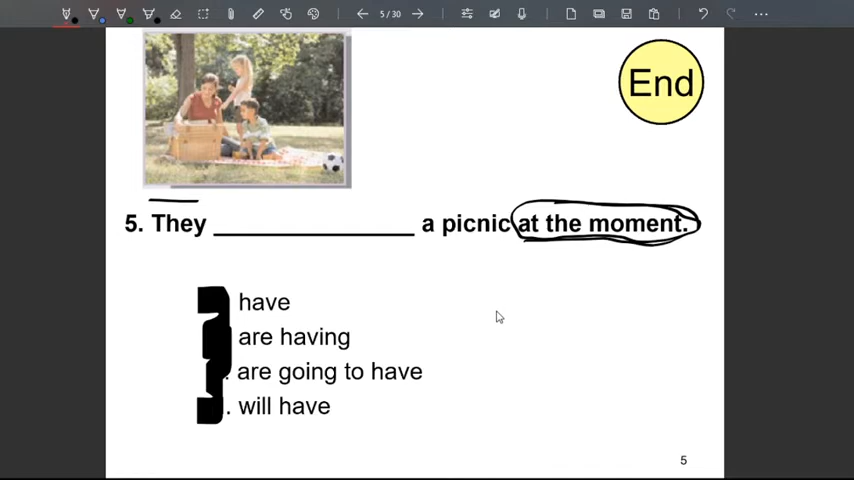 5 / 30
End
5. They ______________ a picnic at the moment.
have
are having
. are going to have
. will have
5